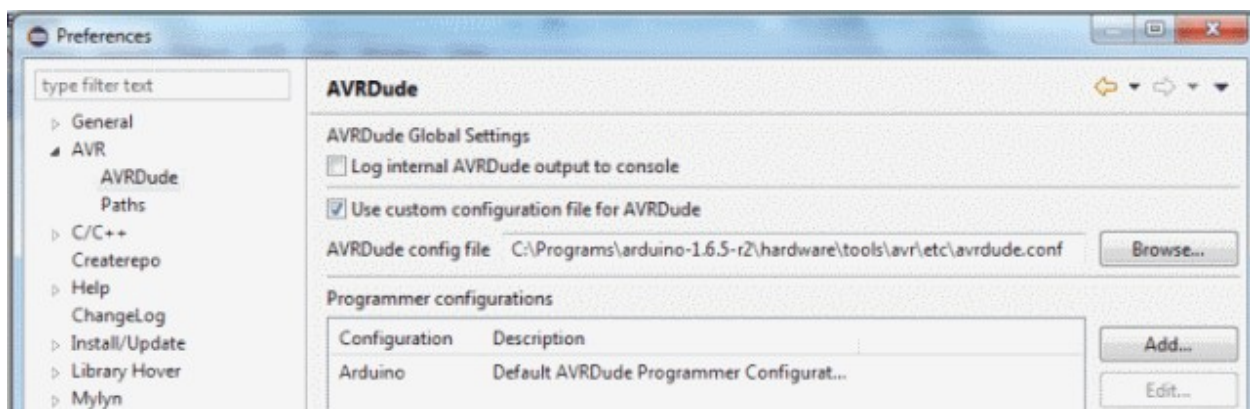 Preferences
type filter text
General
AVR
AVRDude
Paths
C/C++
Createrepo
Help
ChangeLog
Install/Update
Library Hover
Mylyn
AVRDude
AVRDude Global Settings
Log internal AVRDude output to console
Use custom configuration file for AVRDude
AVRDude config file C:\Programs\arduino-1.6.5-r2\hardware\tools\avr\etc\avrdude.conf Browse...
Programmer configurations
Configuration Description
Arduino Default AVRDude Programmer Configurat...
Add...
Edit...